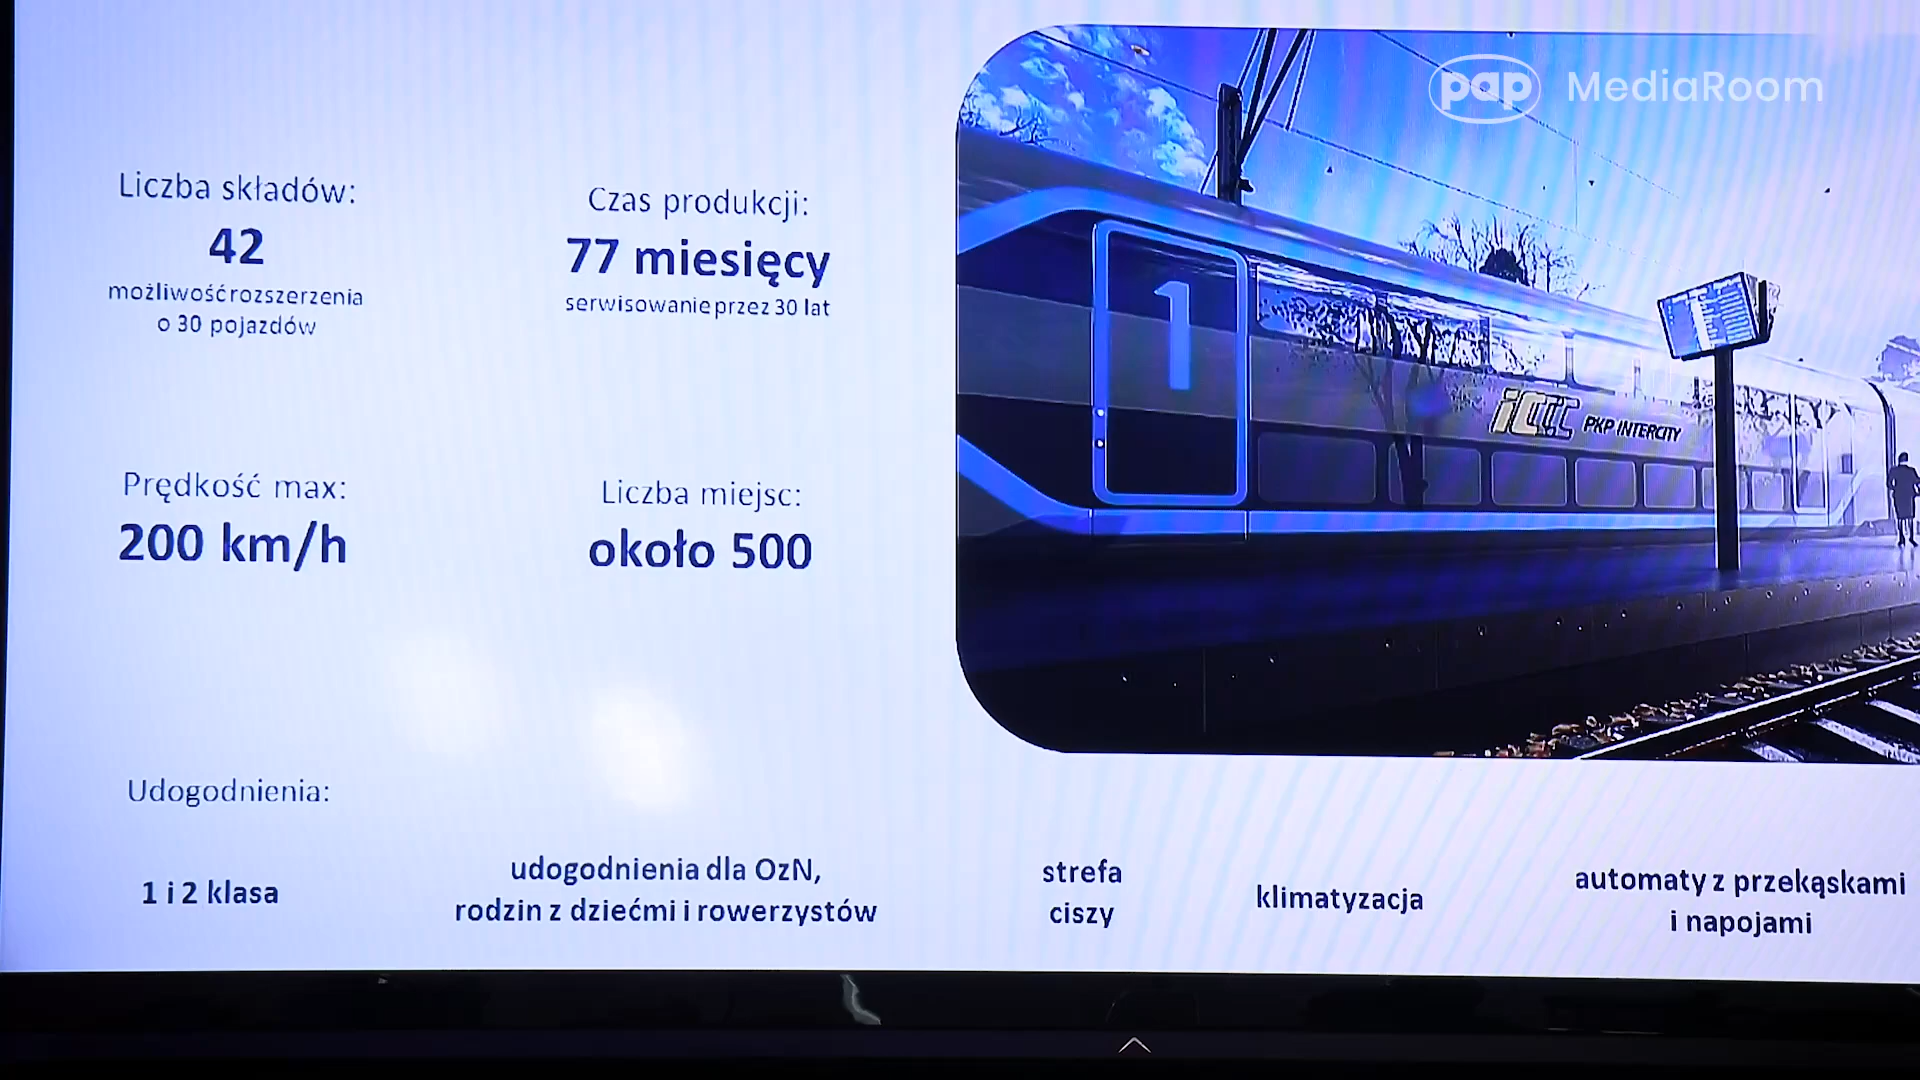 pap MediaRoom
Liczba składów:
42
możliwość rozszerzenia
o 30 pojazdów
Czas produkcji:
77 miesięcy
serwisowanie przez 30 lat
Prędkość max:
200 km/h
Liczba miejsc:
około 500
1
PKP INTERCITY
Udogodnienia:
1 i 2 klasa
udogodnienia dla OzN,
rodzin z dziećmi i rowerzystów
strefa
ciszy
klimatyzacja
automaty z przekąskami
i napojami